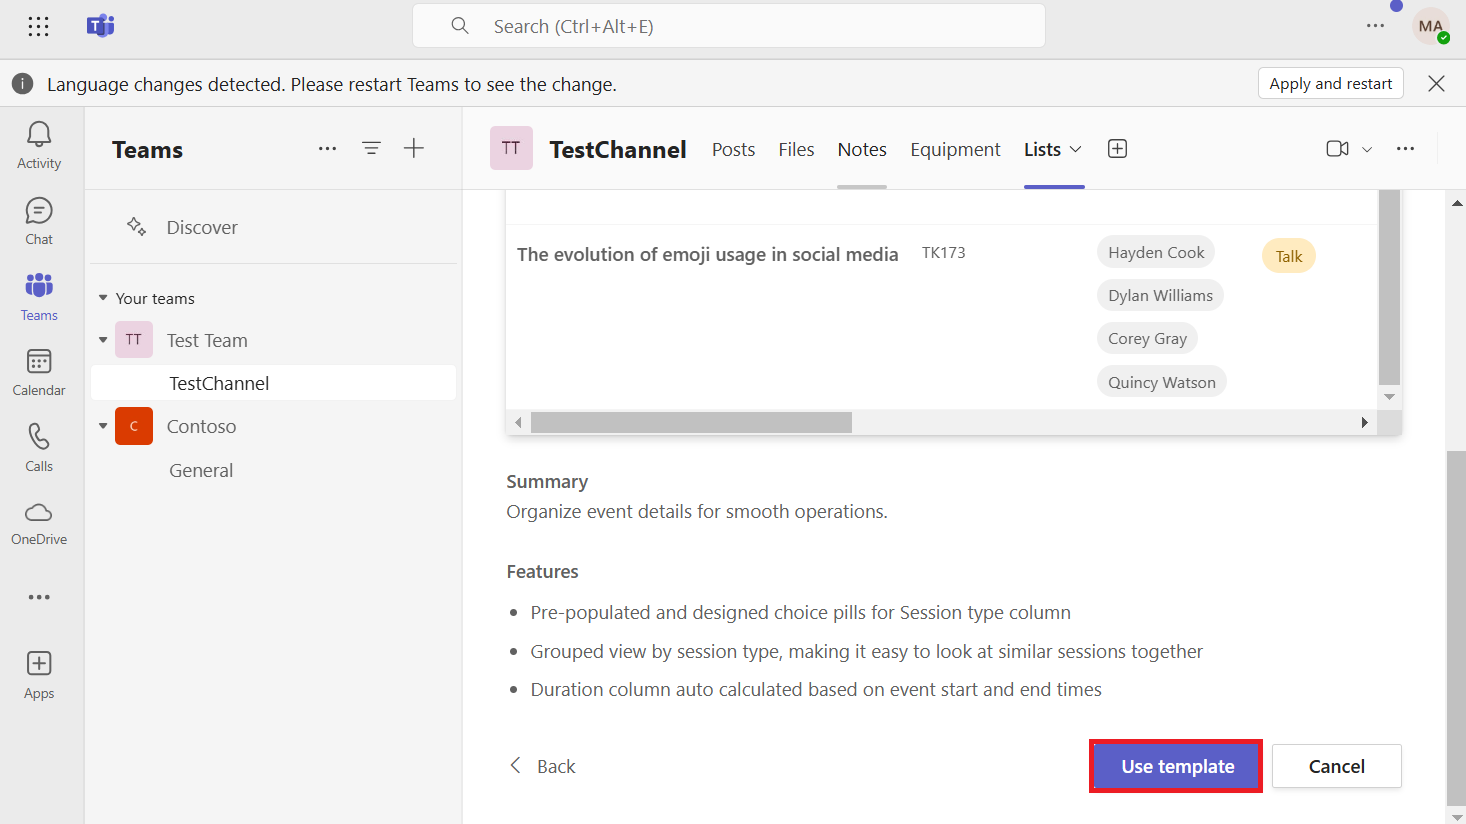 Search (Ctrl+Alt+E)
MA
Language changes detected. Please restart Teams to see the change.
Apply and restart
Activity
Chat
Teams
Calendar
Calls
OneDrive
Apps
Teams
Discover
Your teams
TT Test Team
TestChannel
C Contoso
General
TT TestChannel Posts Files Notes Equipment Lists
The evolution of emoji usage in social media TK173 Hayden Cook Talk
Dylan Williams
Corey Gray
Quincy Watson
Summary
Organize event details for smooth operations.
Features
• Pre-populated and designed choice pills for Session type column
• Grouped view by session type, making it easy to look at similar sessions together
• Duration column auto calculated based on event start and end times
Back Use template Cancel